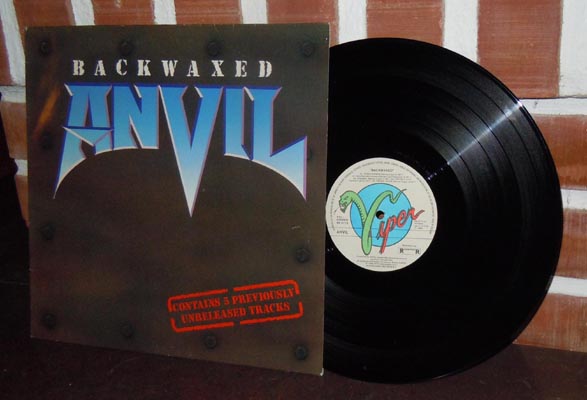 BACKWAXED
ANVIL
CONTAINS 5 PREVIOUSLY
UNRELEASED TRACKS
"BACKWAXED"
Viper
ANVIL